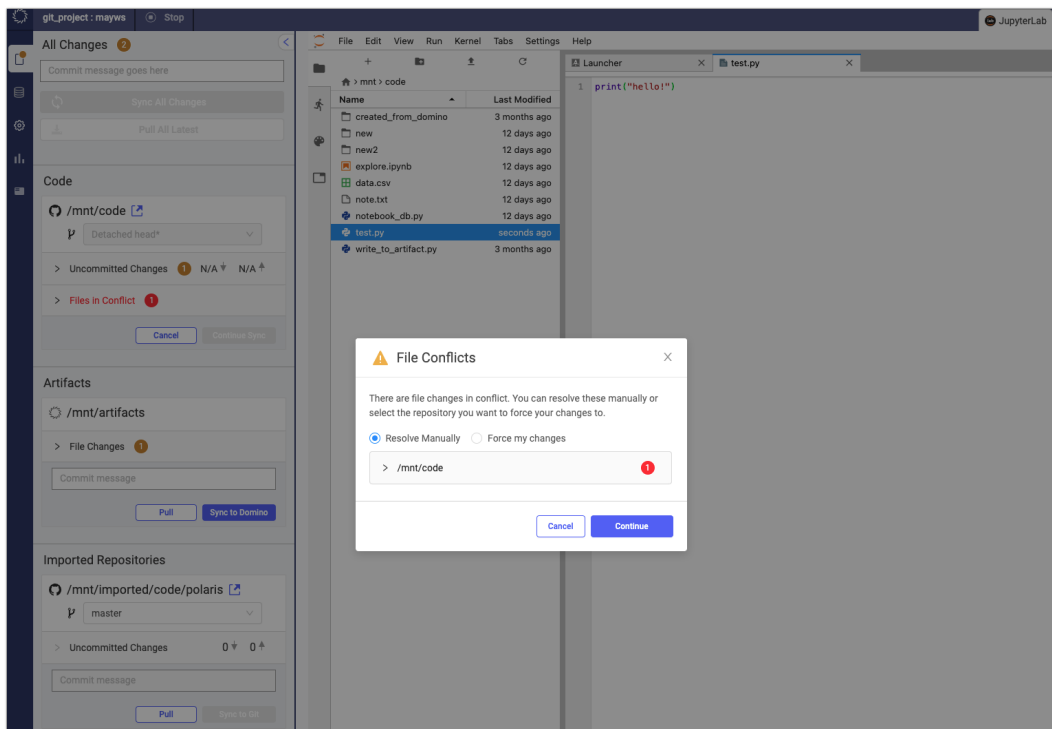 git_project : mayws
Stop
JupyterLab
All Changes 2
Commit message goes here
Sync All Changes
Pull All Latest
Code
/mnt/code
Detached head*
Uncommitted Changes 1 N/A N/A
Files in Conflict 1
Cancel Continue Sync
Artifacts
/mnt/artifacts
File Changes 1
Commit message
Pull Sync to Domino
Imported Repositories
/mnt/imported/code/polaris
master
Uncommitted Changes 0 0
Commit message
Pull Sync to Git
File Edit View Run Kernel Tabs Settings Help
> mnt > code
Name Last Modified
created_from_domino 3 months ago
new 12 days ago
new2 12 days ago
explore.ipynb 12 days ago
data.csv 12 days ago
note.txt 12 days ago
notebook_db.py 12 days ago
test.py seconds ago
write_to_artifact.py 3 months ago
Launcher
test.py
1 print("hello!")
File Conflicts
There are file changes in conflict. You can resolve these manually or
select the repository you want to force your changes to.
Resolve Manually Force my changes
/mnt/code 1
Cancel Continue